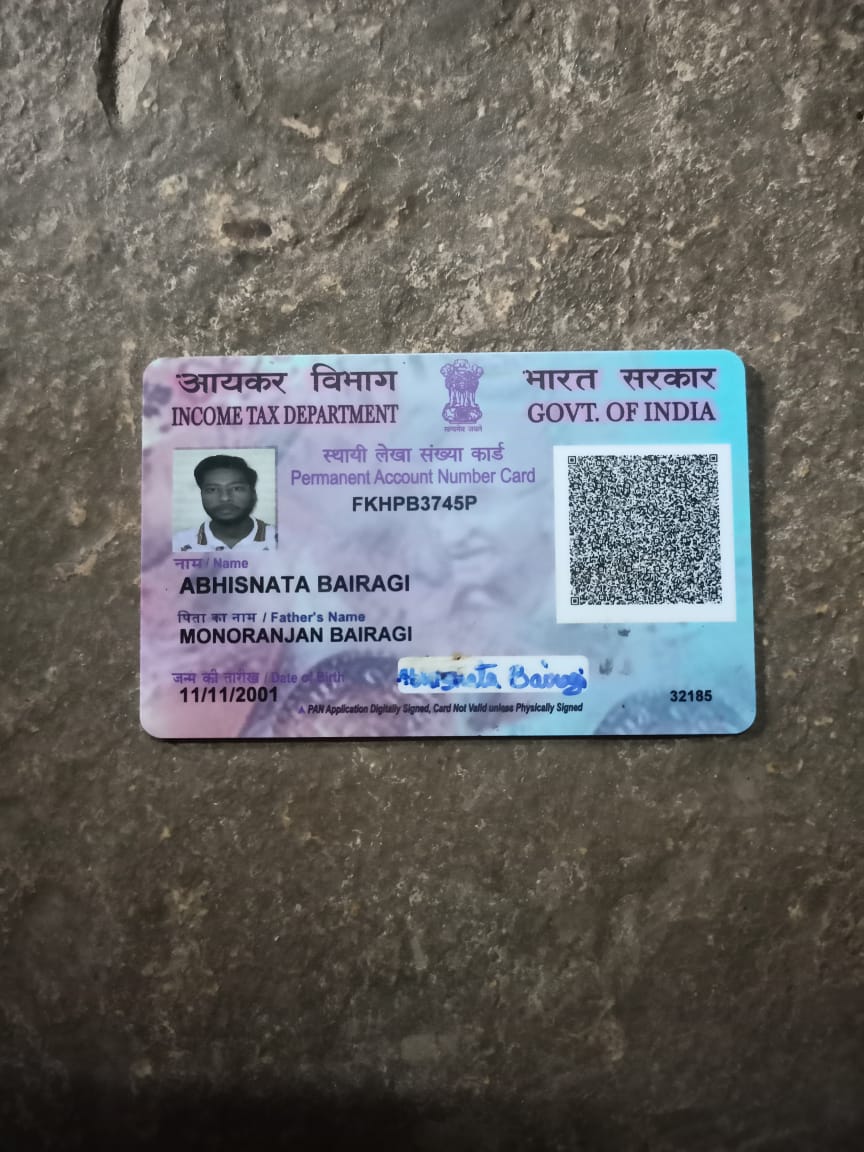 आयकर विभाग
INCOME TAX DEPARTMENT
सत्यमेव जयते
भारत सरकार
GOVT. OF INDIA
स्थायी लेखा संख्या कार्ड
Permanent Account Number Card
FKHPB3745P
नाम / Name
ABHISNATA BAIRAGI
पिता का नाम / Father's Name
MONORANJAN BAIRAGI
जन्म की तारीख / Date of Birth
11/11/2001
Abhisnata Bairagi
PAN Application Digitally Signed, Card Not Valid unless Physically Signed
32185